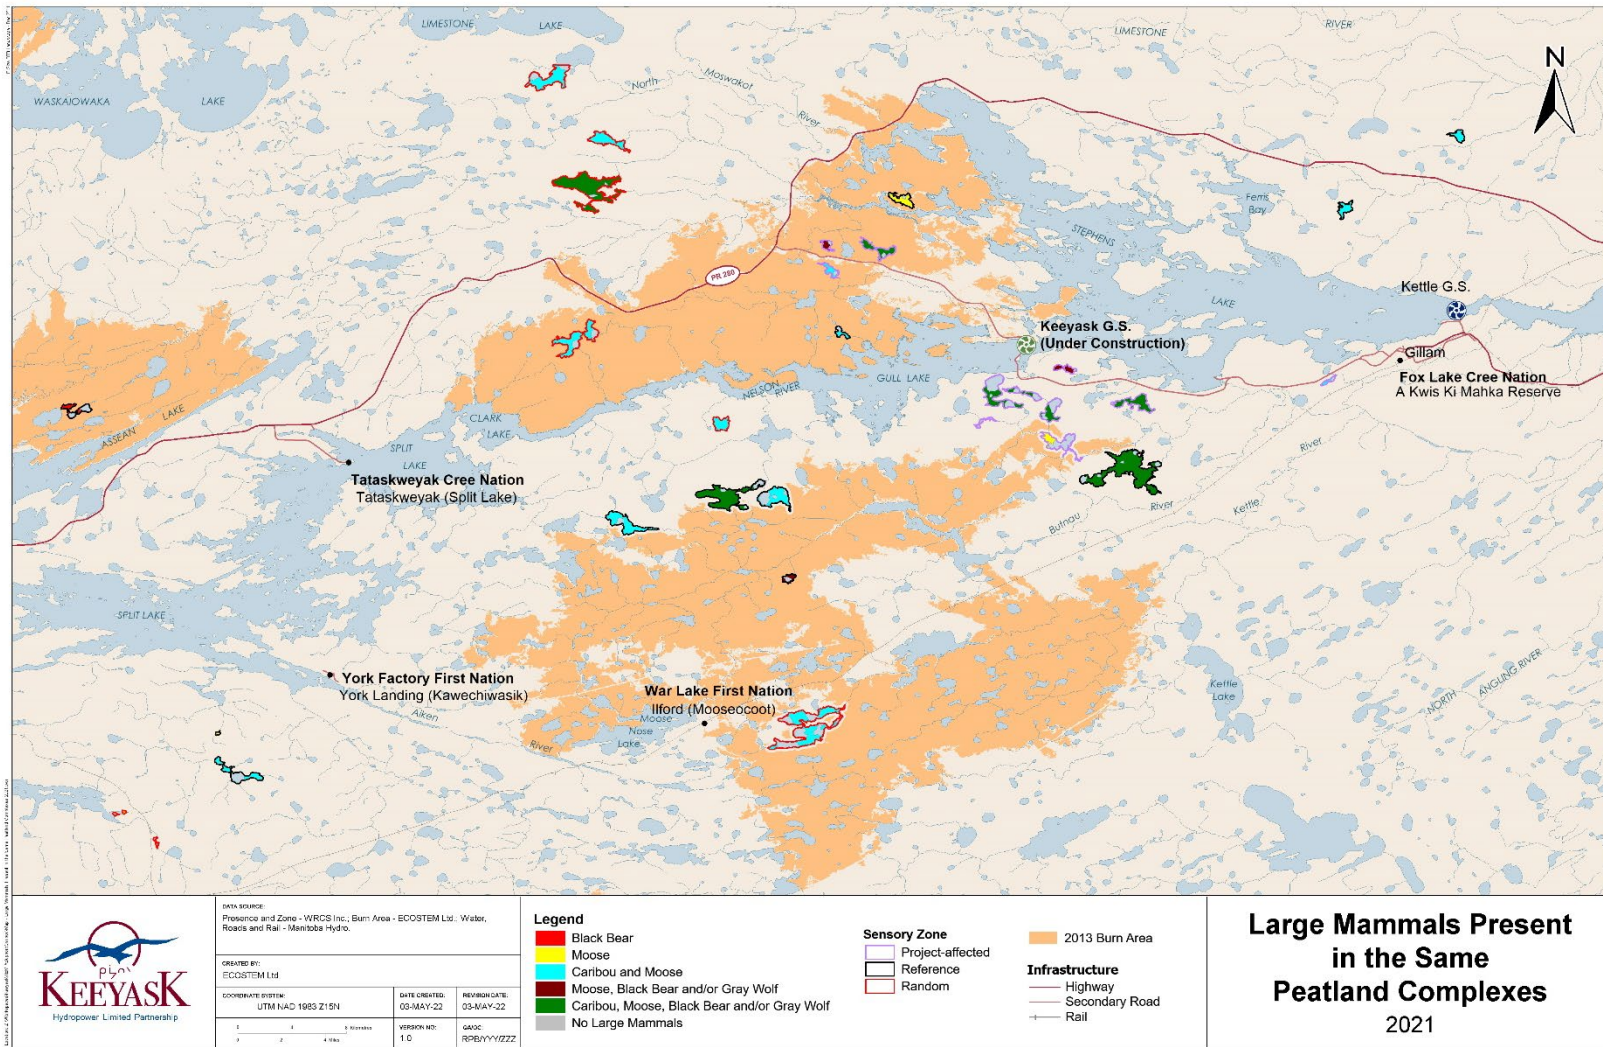 LIMESTONE
LAKE
LIMESTONE
RIVER
WASKAIOWAKA
LAKE
North
Moswakot
River
N
Ferris
Bay
STEPHENS
LAKE
PR 280
Kettle G.S.
Keeyask G.S.
(Under Construction)
Gillam
Fox Lake Cree Nation
A Kwis Ki Mahka Reserve
GULL LAKE
NELSON
RIVER
CLARK
LAKE
ASSEAN
LAKE
SPLIT
LAKE
Tataskweyak Cree Nation
Tataskweyak (Split Lake)
River
Kettle
River
Butnau
SPLIT LAKE
York Factory First Nation
York Landing (Kawechiwasik)
War Lake First Nation
Ilford (Mooseocoot)
Aiken
River
Moose
Nose
Lake
Kettle
Lake
NORTH
ANGLING RIVER
KEEYASK
Hydropower Limited Partnership
DATA SOURCE:
Presence and Zone - WRCS Inc.; Burn Area - ECOSTEM Ltd.; Water,
Roads and Rail - Manitoba Hydro.
CREATED BY:
ECOSTEM Ltd
COORDINATE SYSTEM:
UTM NAD 1983 Z15N
DATE CREATED:
03-MAY-22
REVISION DATE:
03-MAY-22
VERSION NO:
1.0
QA/QC:
RPB/YYY/ZZZ
Legend
Black Bear
Moose
Caribou and Moose
Moose, Black Bear and/or Gray Wolf
Caribou, Moose, Black Bear and/or Gray Wolf
No Large Mammals
Sensory Zone
Project-affected
Reference
Random
2013 Burn Area
Infrastructure
Highway
Secondary Road
Rail
Large Mammals Present
in the Same
Peatland Complexes
2021